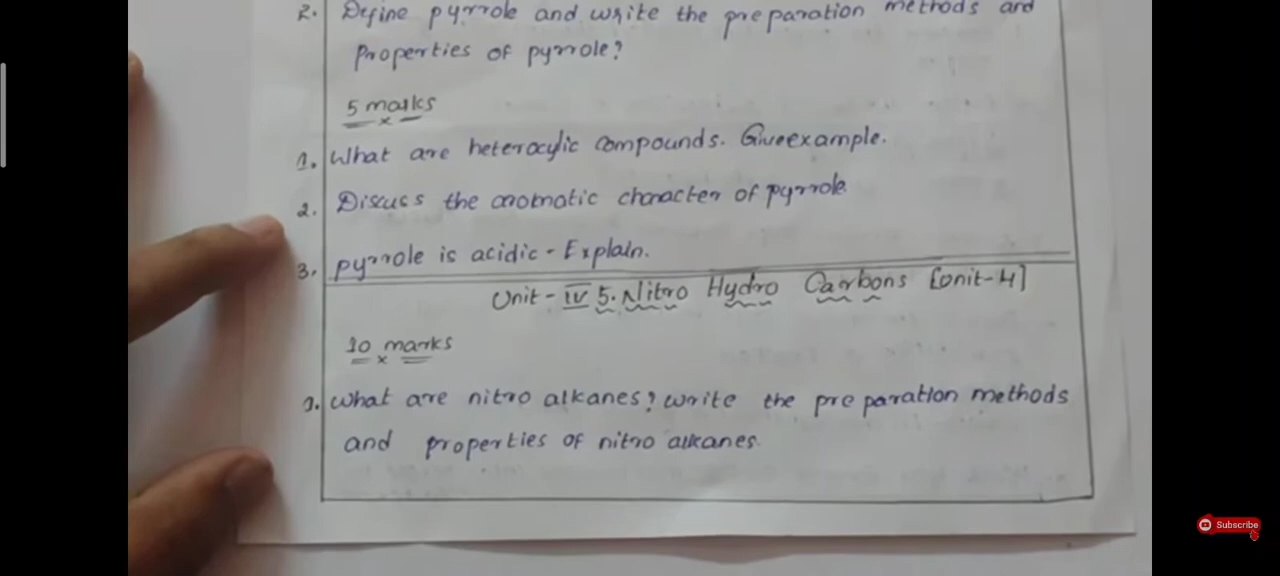 2. Define pyrrole and write the preparation methods and
Properties of pyrrole?
5 marks
1. What are heterocylic compounds. Give example.
2. Discuss the aromatic character of pyrrole
3. pyrrole is acidic - Explain.
Unit - IV 5. Nitro Hydro Carbons [Unit-4]
10 marks
1. What are nitro alkanes? write the preparation methods
and properties of nitro alkanes.
Subscribe